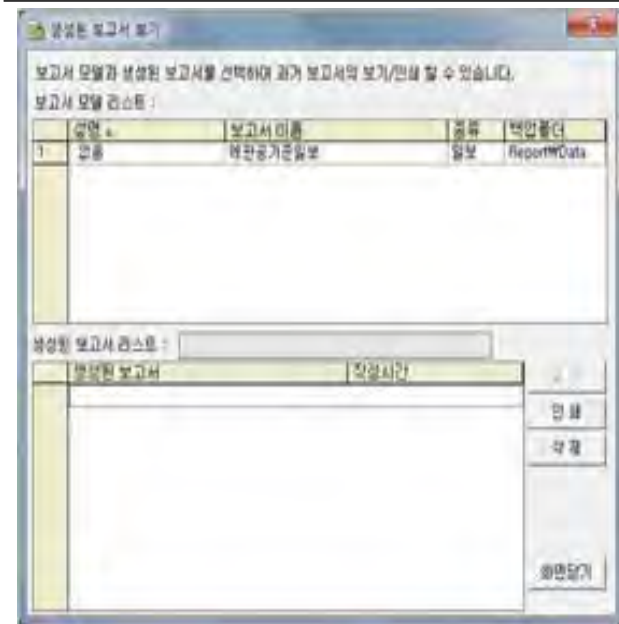 생성된 보고서 보기
보고서 모델과 생성된 보고서를 선택하여 과거 보고서의 보기/인쇄 할 수 있습니다.
보고서 모델 리스트 :
설명 보고서 이름 종류 백업폴더
1 없음 일보 Report₩Data
생성된 보고서 리스트 :
생성된 보고서 작성시간
인 쇄
삭 제
화면닫기